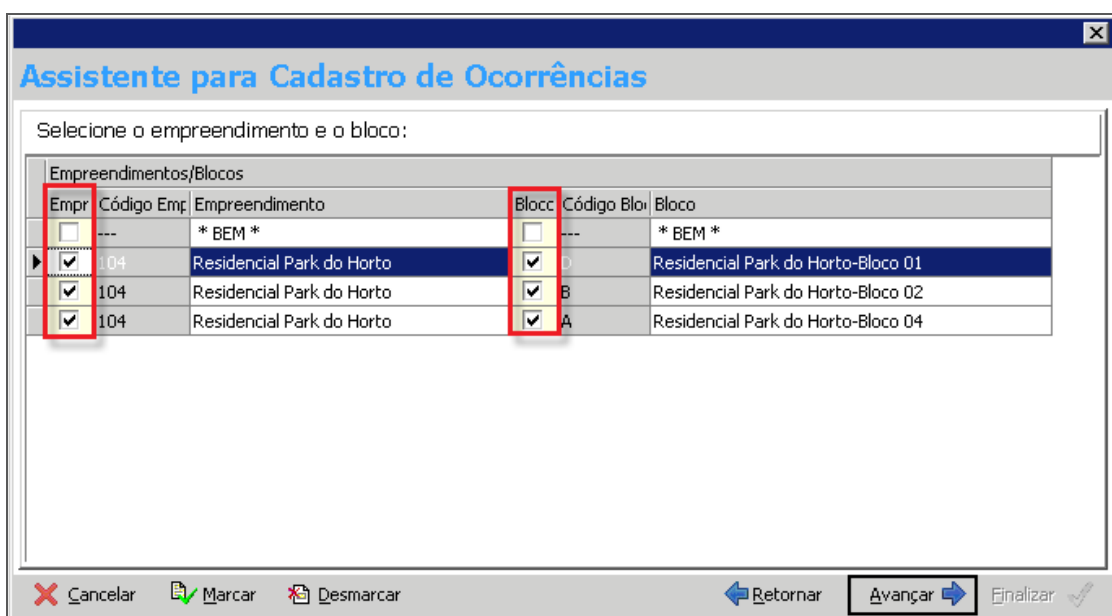 Assistente para Cadastro de Ocorrências
Selecione o empreendimento e o bloco:
Empreendimentos/Blocos
Empr Código Emp Empreendimento Blocc Código Blo Bloco
--- * BEM * --- * BEM *
104 Residencial Park do Horto D Residencial Park do Horto-Bloco 01
104 Residencial Park do Horto B Residencial Park do Horto-Bloco 02
104 Residencial Park do Horto A Residencial Park do Horto-Bloco 04
Cancelar Marcar Desmarcar Retornar Avançar Finalizar